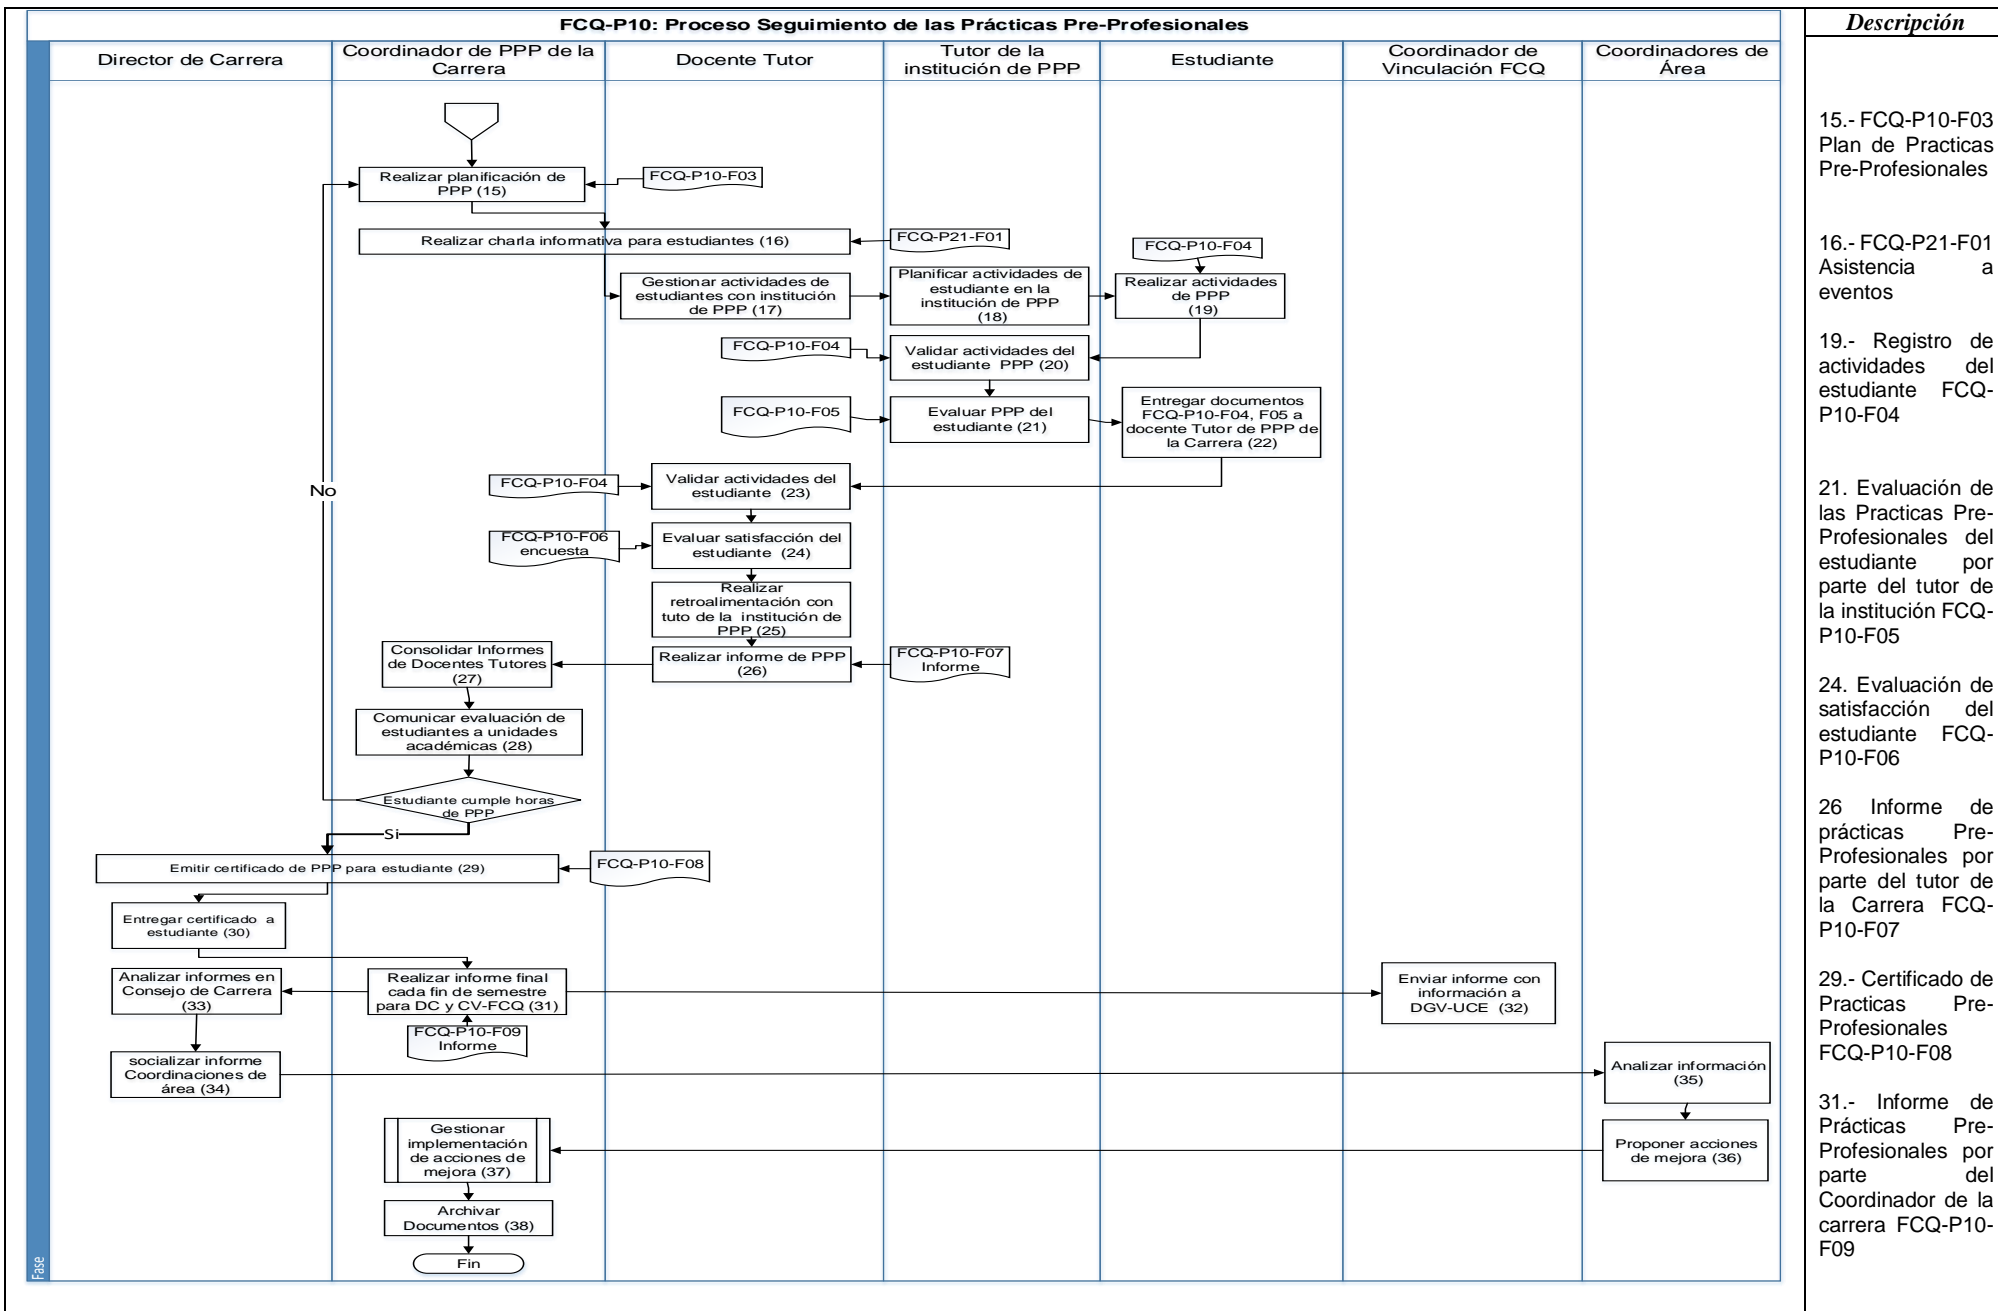 FCQ-P10: Proceso Seguimiento de las Prácticas Pre-Profesionales
Director de Carrera
Coordinador de PPP de la
Carrera
Docente Tutor
Tutor de la
institución de PPP
Estudiante
Coordinador de
Vinculación FCQ
Coordinadores de
Área
Realizar planificación de
PPP (15)
FCQ-P10-F03
Realizar charla informativa para estudiantes (16)
FCQ-P21-F01
FCQ-P10-F04
Gestionar actividades de
estudiantes con institución
de PPP (17)
Planificar actividades de
estudiante en la
institución de PPP
(18)
Realizar actividades
de PPP
(19)
FCQ-P10-F04
Validar actividades del
estudiante  PPP (20)
FCQ-P10-F05
Evaluar PPP del
estudiante (21)
Entregar documentos
FCQ-P10-F04, F05 a
docente Tutor de PPP de
la Carrera (22)
No
FCQ-P10-F04
Validar actividades del
estudiante  (23)
FCQ-P10-F06
encuesta
Evaluar satisfacción del
estudiante  (24)
Realizar
retroalimentación con
tuto de la  institución de
PPP (25)
Consolidar Informes
de Docentes Tutores
(27)
Realizar informe de PPP
(26)
FCQ-P10-F07
Informe
Comunicar evaluación de
estudiantes a unidades
académicas (28)
Estudiante cumple horas
de PPP
Si
Emitir certificado de PPP para estudiante (29)
FCQ-P10-F08
Entregar certificado  a
estudiante (30)
Analizar informes en
Consejo de Carrera
(33)
Realizar informe final
cada fin de semestre
para DC y CV-FCQ (31)
Enviar informe con
información a
DGV-UCE  (32)
FCQ-P10-F09
Informe
socializar informe
Coordinaciones de
área (34)
Analizar información
(35)
Gestionar
implementación
de acciones de
mejora (37)
Proponer acciones
de mejora (36)
Archivar
Documentos (38)
Fin
Fase
Descripción
15.- FCQ-P10-F03
Plan de Practicas
Pre-Profesionales
16.- FCQ-P21-F01
Asistencia a
eventos
19.- Registro de
actividades del
estudiante FCQ-
P10-F04
21. Evaluación de
las Practicas Pre-
Profesionales del
estudiante por
parte del tutor de
la institución FCQ-
P10-F05
24. Evaluación de
satisfacción del
estudiante FCQ-
P10-F06
26 Informe de
prácticas Pre-
Profesionales por
parte del tutor de
la Carrera FCQ-
P10-F07
29.- Certificado de
Practicas Pre-
Profesionales
FCQ-P10-F08
31.- Informe de
Prácticas Pre-
Profesionales por
parte del
Coordinador de la
carrera FCQ-P10-
F09